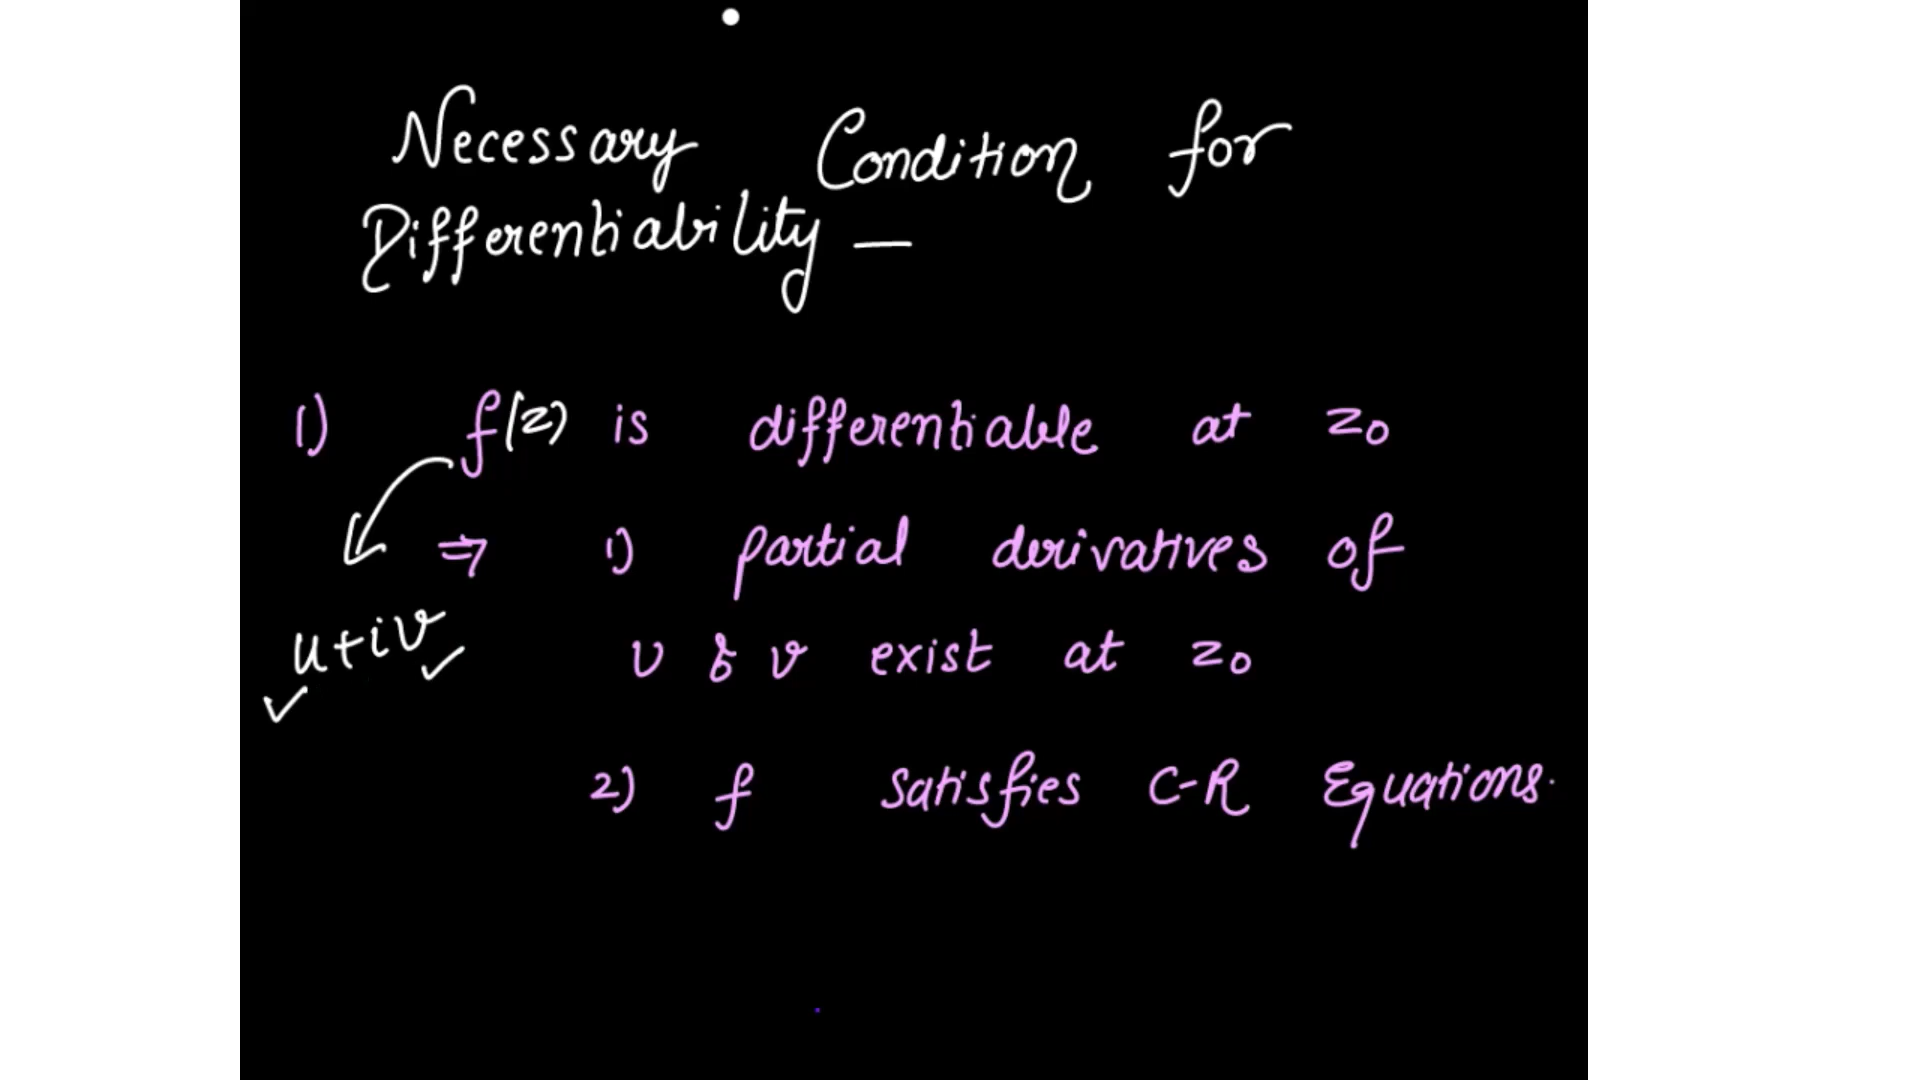 Necessary Condition for
Differentiability —
1) f(z) is differentiable at z0
⇒ 1) partial derivatives of
u+iv
u & v exist at z0
2) f satisfies C-R Equations.